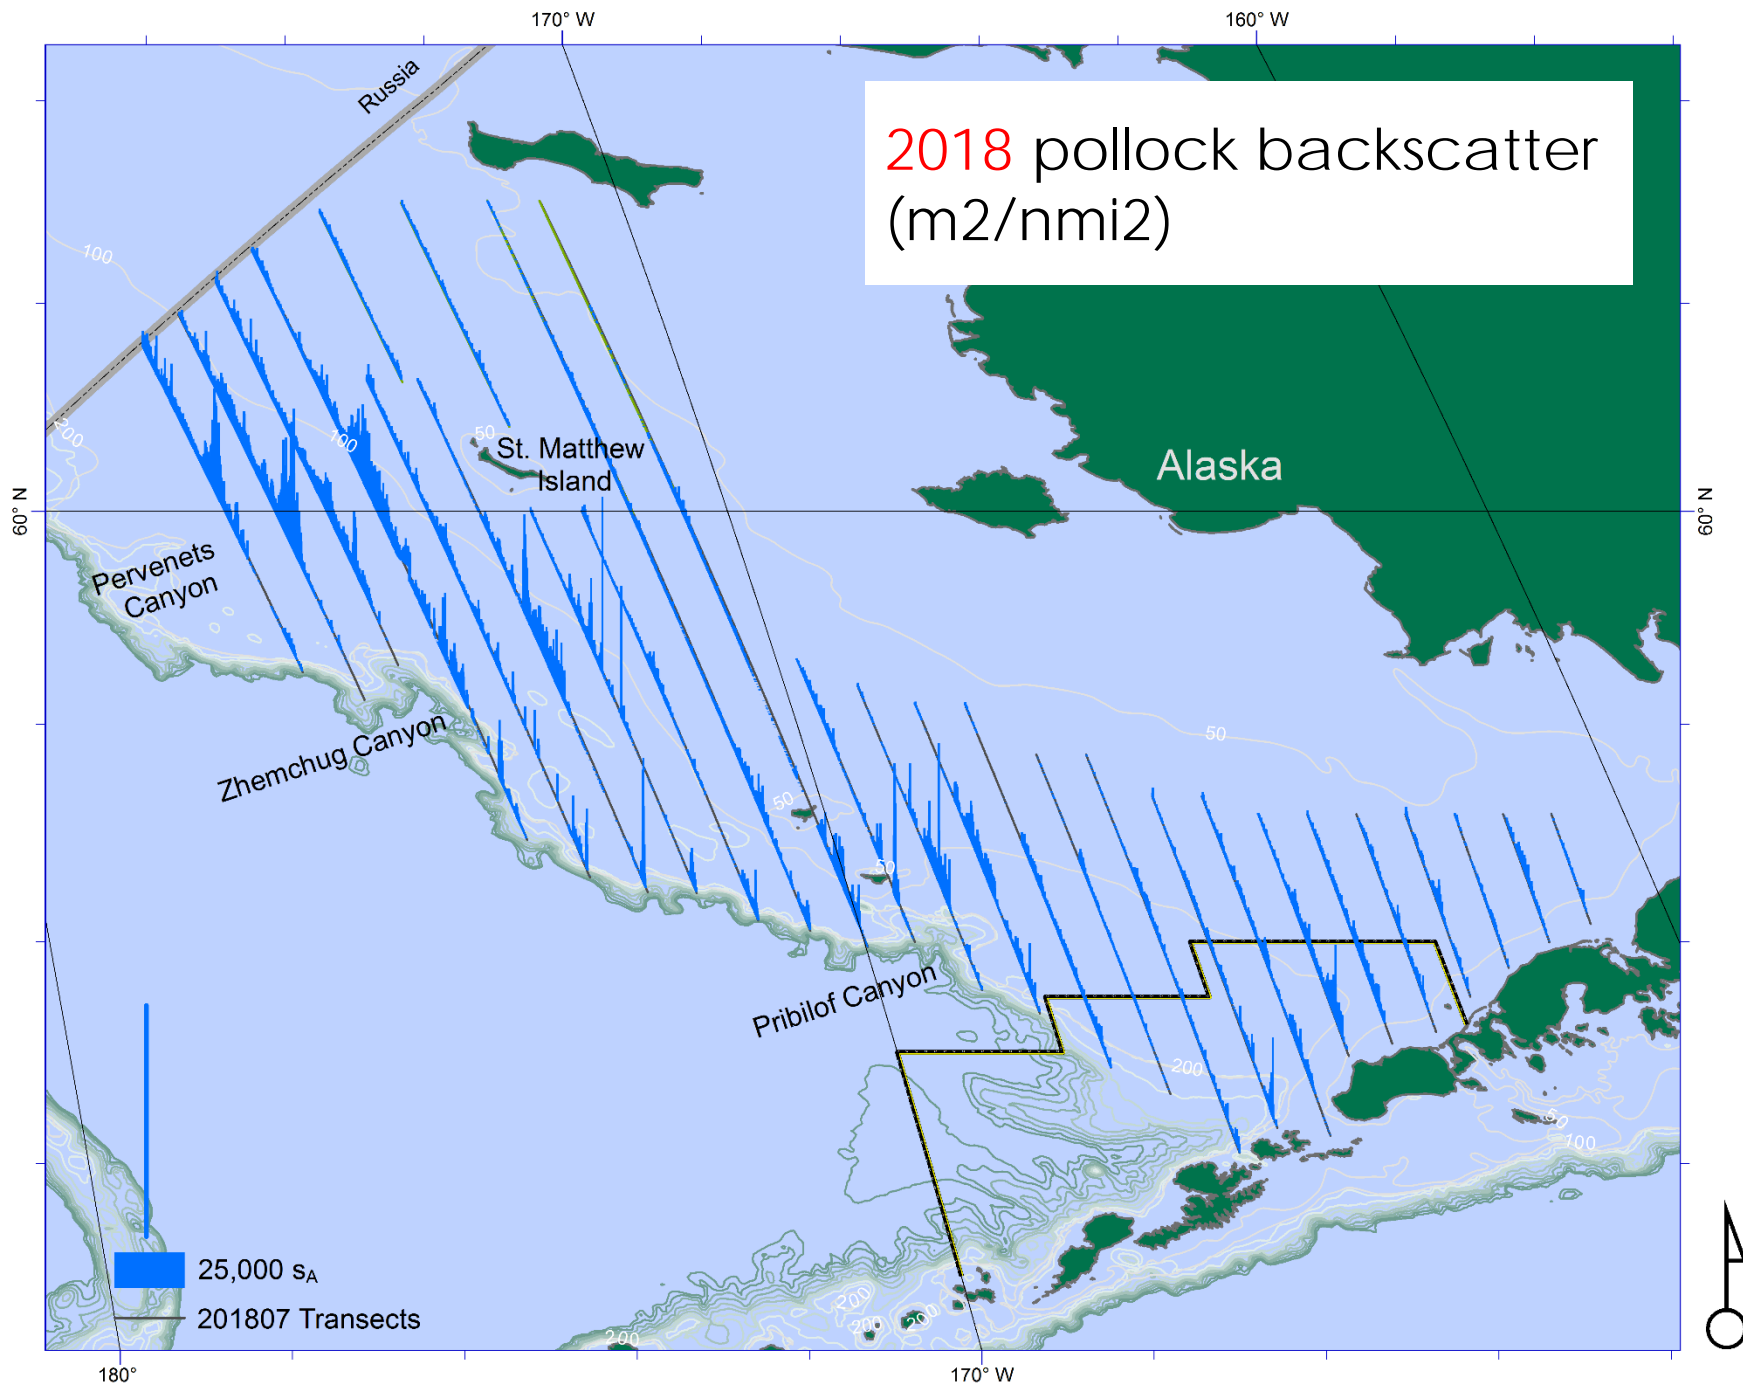 170° W
160° W
Russia
2018 pollock backscatter
(m2/nmi2)
100
200
100
50
St. Matthew
Island
Alaska
60° N
60° N
Pervenets
Canyon
Zhemchug Canyon
50
50
50
Pribilof Canyon
200
50
100
25,000 sA
201807 Transects
200
200
200
200
180°
170° W